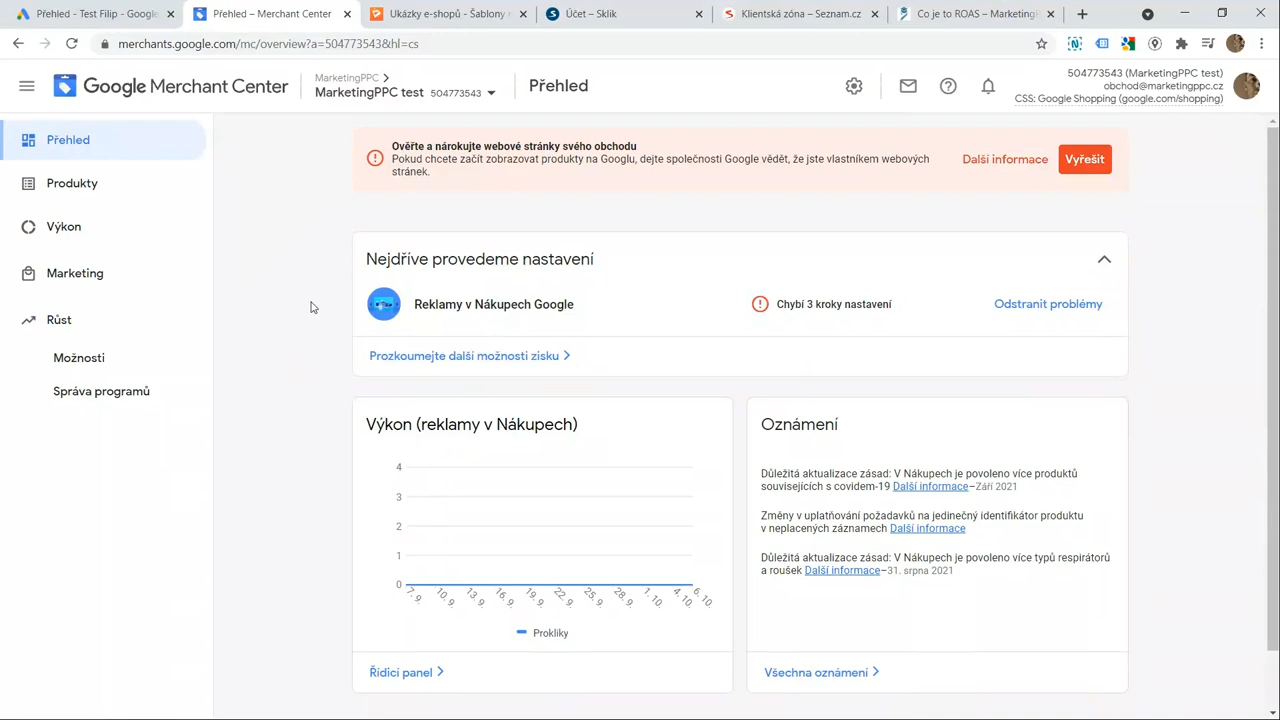 Přehled - Test Filip - Google
Přehled – Merchant Center
Ukázky e-shopů - Šablony
Účet – Sklik
Klientská zóna – Seznam.cz
Co je to ROAS – Marketing
merchants.google.com/mc/overview?a=504773543&hl=cs
Google Merchant Center
MarketingPPC
MarketingPPC test 504773543
Přehled
504773543 (MarketingPPC test)
obchod@marketingppc.cz
CSS: Google Shopping (google.com/shopping)
Přehled
Produkty
Výkon
Marketing
Růst
Možnosti
Správa programů
Ověřte a nárokujte webové stránky svého obchodu
Pokud chcete začít zobrazovat produkty na Googlu, dejte společnosti Google vědět, že jste vlastníkem webových
stránek.
Další informace
Vyřešit
Nejdříve provedeme nastavení
Reklamy v Nákupech Google
Chybí 3 kroky nastavení
Odstranit problémy
Prozkoumejte další možnosti zisku
Výkon (reklamy v Nákupech)
4
3
2
1
0
7. 9.
10. 9.
13. 9.
16. 9.
19. 9.
22. 9.
25. 9.
28. 9.
1. 10.
4. 10.
6. 10.
Prokliky
Řídicí panel
Oznámení
Důležitá aktualizace zásad: V Nákupech je povoleno více produktů
souvisejících s covidem-19 Další informace–Září 2021
Změny v uplatňování požadavků na jedinečný identifikátor produktu
v neplacených záznamech Další informace
Důležitá aktualizace zásad: V Nákupech je povoleno více typů respirátorů
a roušek Další informace–31. srpna 2021
Všechna oznámení